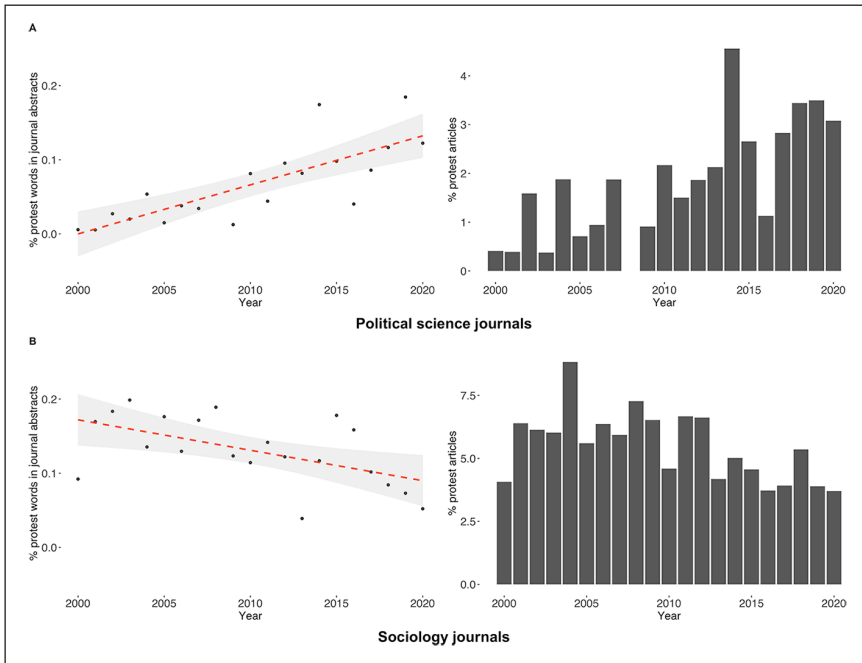 A
% protest words in journal abstracts
0.2
0.1
0.0
2000 2005 2010 2015 2020
Year
% protest articles
4
3
2
1
0
2000 2005 2010 2015 2020
Year
Political science journals
B
% protest words in journal abstracts
0.2
0.1
0.0
2000 2005 2010 2015 2020
Year
% protest articles
7.5
5.0
2.5
0.0
2000 2005 2010 2015 2020
Year
Sociology journals